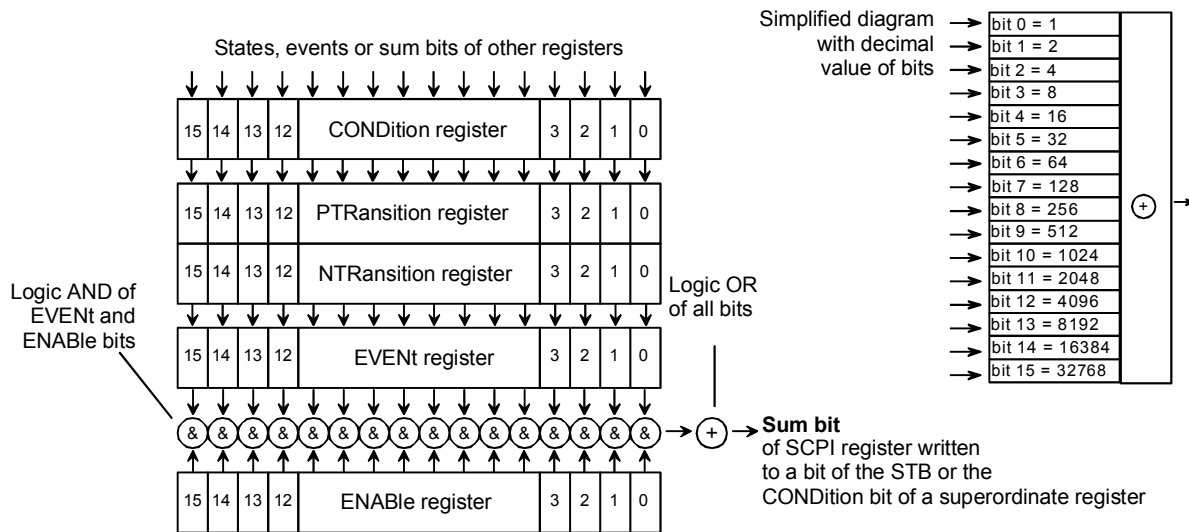 States, events or sum bits of other registers
15 14 13 12 CONDition register 3 2 1 0
15 14 13 12 PTRansition register 3 2 1 0
15 14 13 12 NTRansition register 3 2 1 0
Logic AND of
EVENt and
ENABle bits
Logic OR
of all bits
15 14 13 12 EVENt register 3 2 1 0
& & & & & & & & & & & & & & & & +
Sum bit
of SCPI register written
to a bit of the STB or the
CONDition bit of a superordinate register
15 14 13 12 ENABle register 3 2 1 0
Simplified diagram
with decimal
value of bits
bit 0 = 1
bit 1 = 2
bit 2 = 4
bit 3 = 8
bit 4 = 16
bit 5 = 32
bit 6 = 64
bit 7 = 128
bit 8 = 256
bit 9 = 512
bit 10 = 1024
bit 11 = 2048
bit 12 = 4096
bit 13 = 8192
bit 14 = 16384
bit 15 = 32768
+